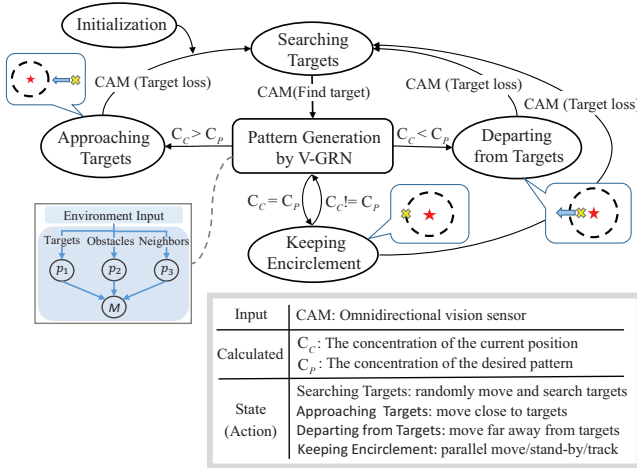 Initialization
Searching
Targets
CAM (Target loss)
CAM(Find target)
CAM (Target loss)
CAM (Target loss)
Approaching
Targets
C_C > C_P
Pattern Generation
by V-GRN
C_C < C_P
Departing
from Targets
C_C = C_P
C_C != C_P
Keeping
Encirclement
Environment Input
Targets Obstacles Neighbors
p1 p2 p3
M
Input CAM: Omnidirectional vision sensor
Calculated C_C: The concentration of the current position
C_P: The concentration of the desired pattern
State (Action) Searching Targets: randomly move and search targets
Approaching Targets: move close to targets
Departing from Targets: move far away from targets
Keeping Encirclement: parallel move/stand-by/track